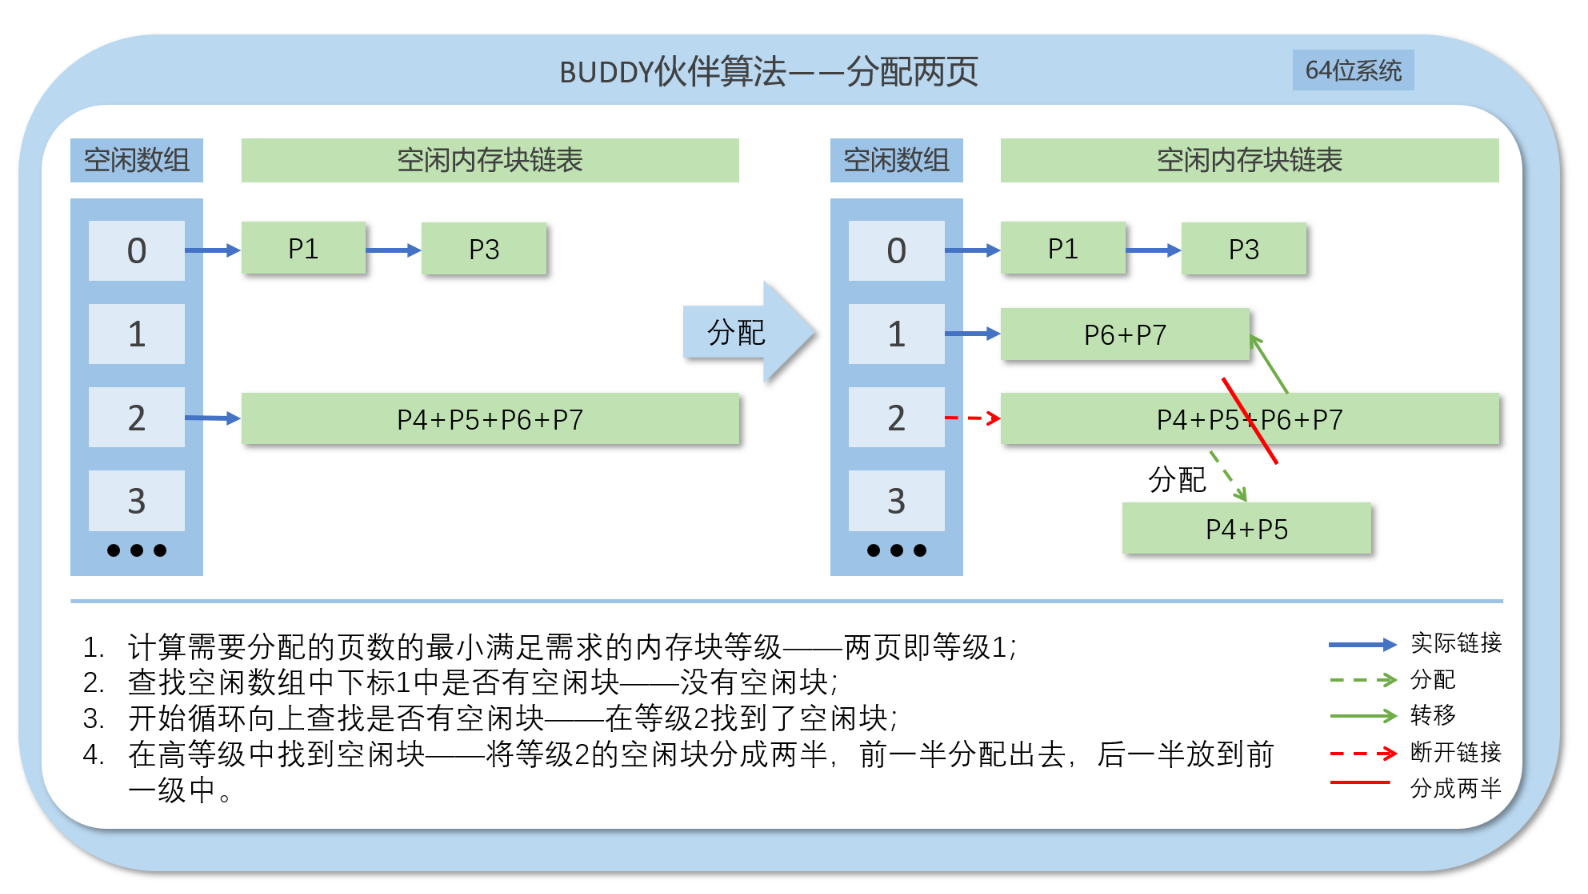 BUDDY伙伴算法——分配两页
64位系统
空闲数组
空闲内存块链表
0
P1
P3
1
2
P4+P5+P6+P7
3
分配
空闲数组
空闲内存块链表
0
P1
P3
1
P6+P7
2
P4+P5+P6+P7
3
分配
P4+P5
1. 计算需要分配的页数的最小满足需求的内存块等级——两页即等级1；
2. 查找空闲数组中下标1中是否有空闲块——没有空闲块；
3. 开始循环向上查找是否有空闲块——在等级2找到了空闲块；
4. 在高等级中找到空闲块——将等级2的空闲块分成两半，前一半分配出去，后一半放到前
一级中。
实际链接
分配
转移
断开链接
分成两半